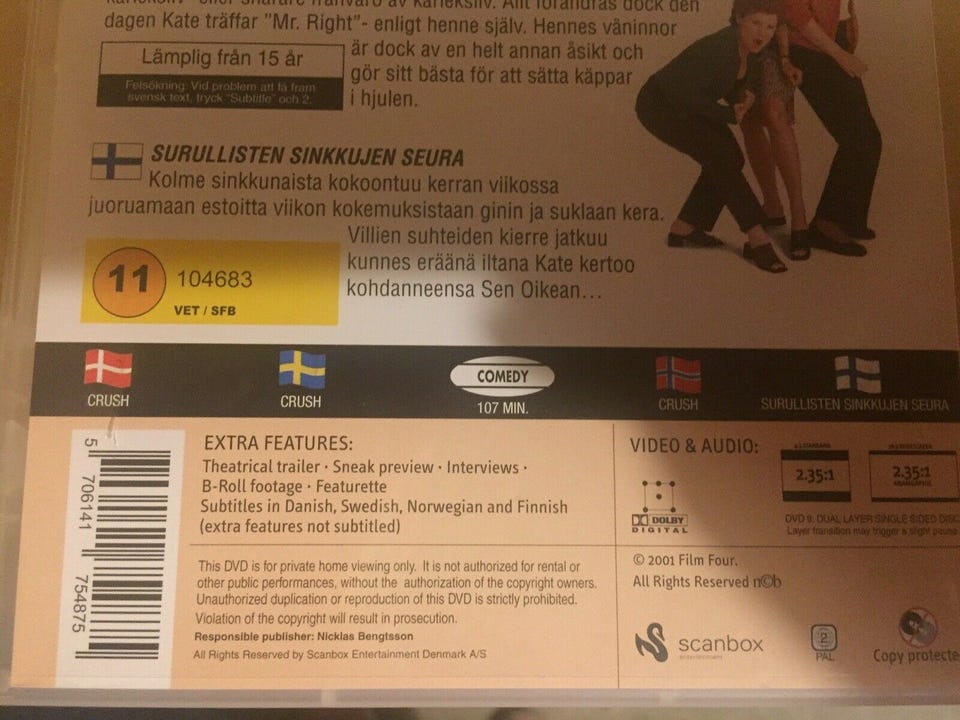 dagen Kate träffar "Mr. Right"- enligt henne själv. Hennes väninnor
är dock av en helt annan åsikt och
gör sitt bästa för att sätta käppar
i hjulen.
Lämplig från 15 år
Felsökning: Vid problem att få fram
svensk text, tryck "Subtitle" och 2.
SURULLISTEN SINKKUJEN SEURA
Kolme sinkkunaista kokoontuu kerran viikossa
juoruamaan estoitta viikon kokemuksistaan ginin ja suklaan kera.
Villien suhteiden kierre jatkuu
kunnes eräänä iltana Kate kertoo
kohdanneensa Sen Oikean...
11 104683
VET / SFB
CRUSH
CRUSH
COMEDY
107 MIN.
CRUSH
SURULLISTEN SINKKUJEN SEURA
5 706141 754875
EXTRA FEATURES:
Theatrical trailer · Sneak preview · Interviews ·
B-Roll footage · Featurette
Subtitles in Danish, Swedish, Norwegian and Finnish
(extra features not subtitled)
VIDEO & AUDIO:
DOLBY
DIGITAL
4:3 STANDARD
2.35:1
16:9 WIDESCREEN
2.35:1
ANAMORPHIC
DVD 9: DUAL LAYER SINGLE SIDED DISC
Layer transition may trigger a slight pause
This DVD is for private home viewing only. It is not authorized for rental or
other public performances, without the authorization of the copyright owners.
Unauthorized duplication or reproduction of this DVD is strictly prohibited.
Violation of the copyright will result in prosecution.
Responsible publisher: Nicklas Bengtsson
All Rights Reserved by Scanbox Entertainment Denmark A/S
© 2001 Film Four.
All Rights Reserved n©b
scanbox
entertainment
2
PAL
Copy protecte